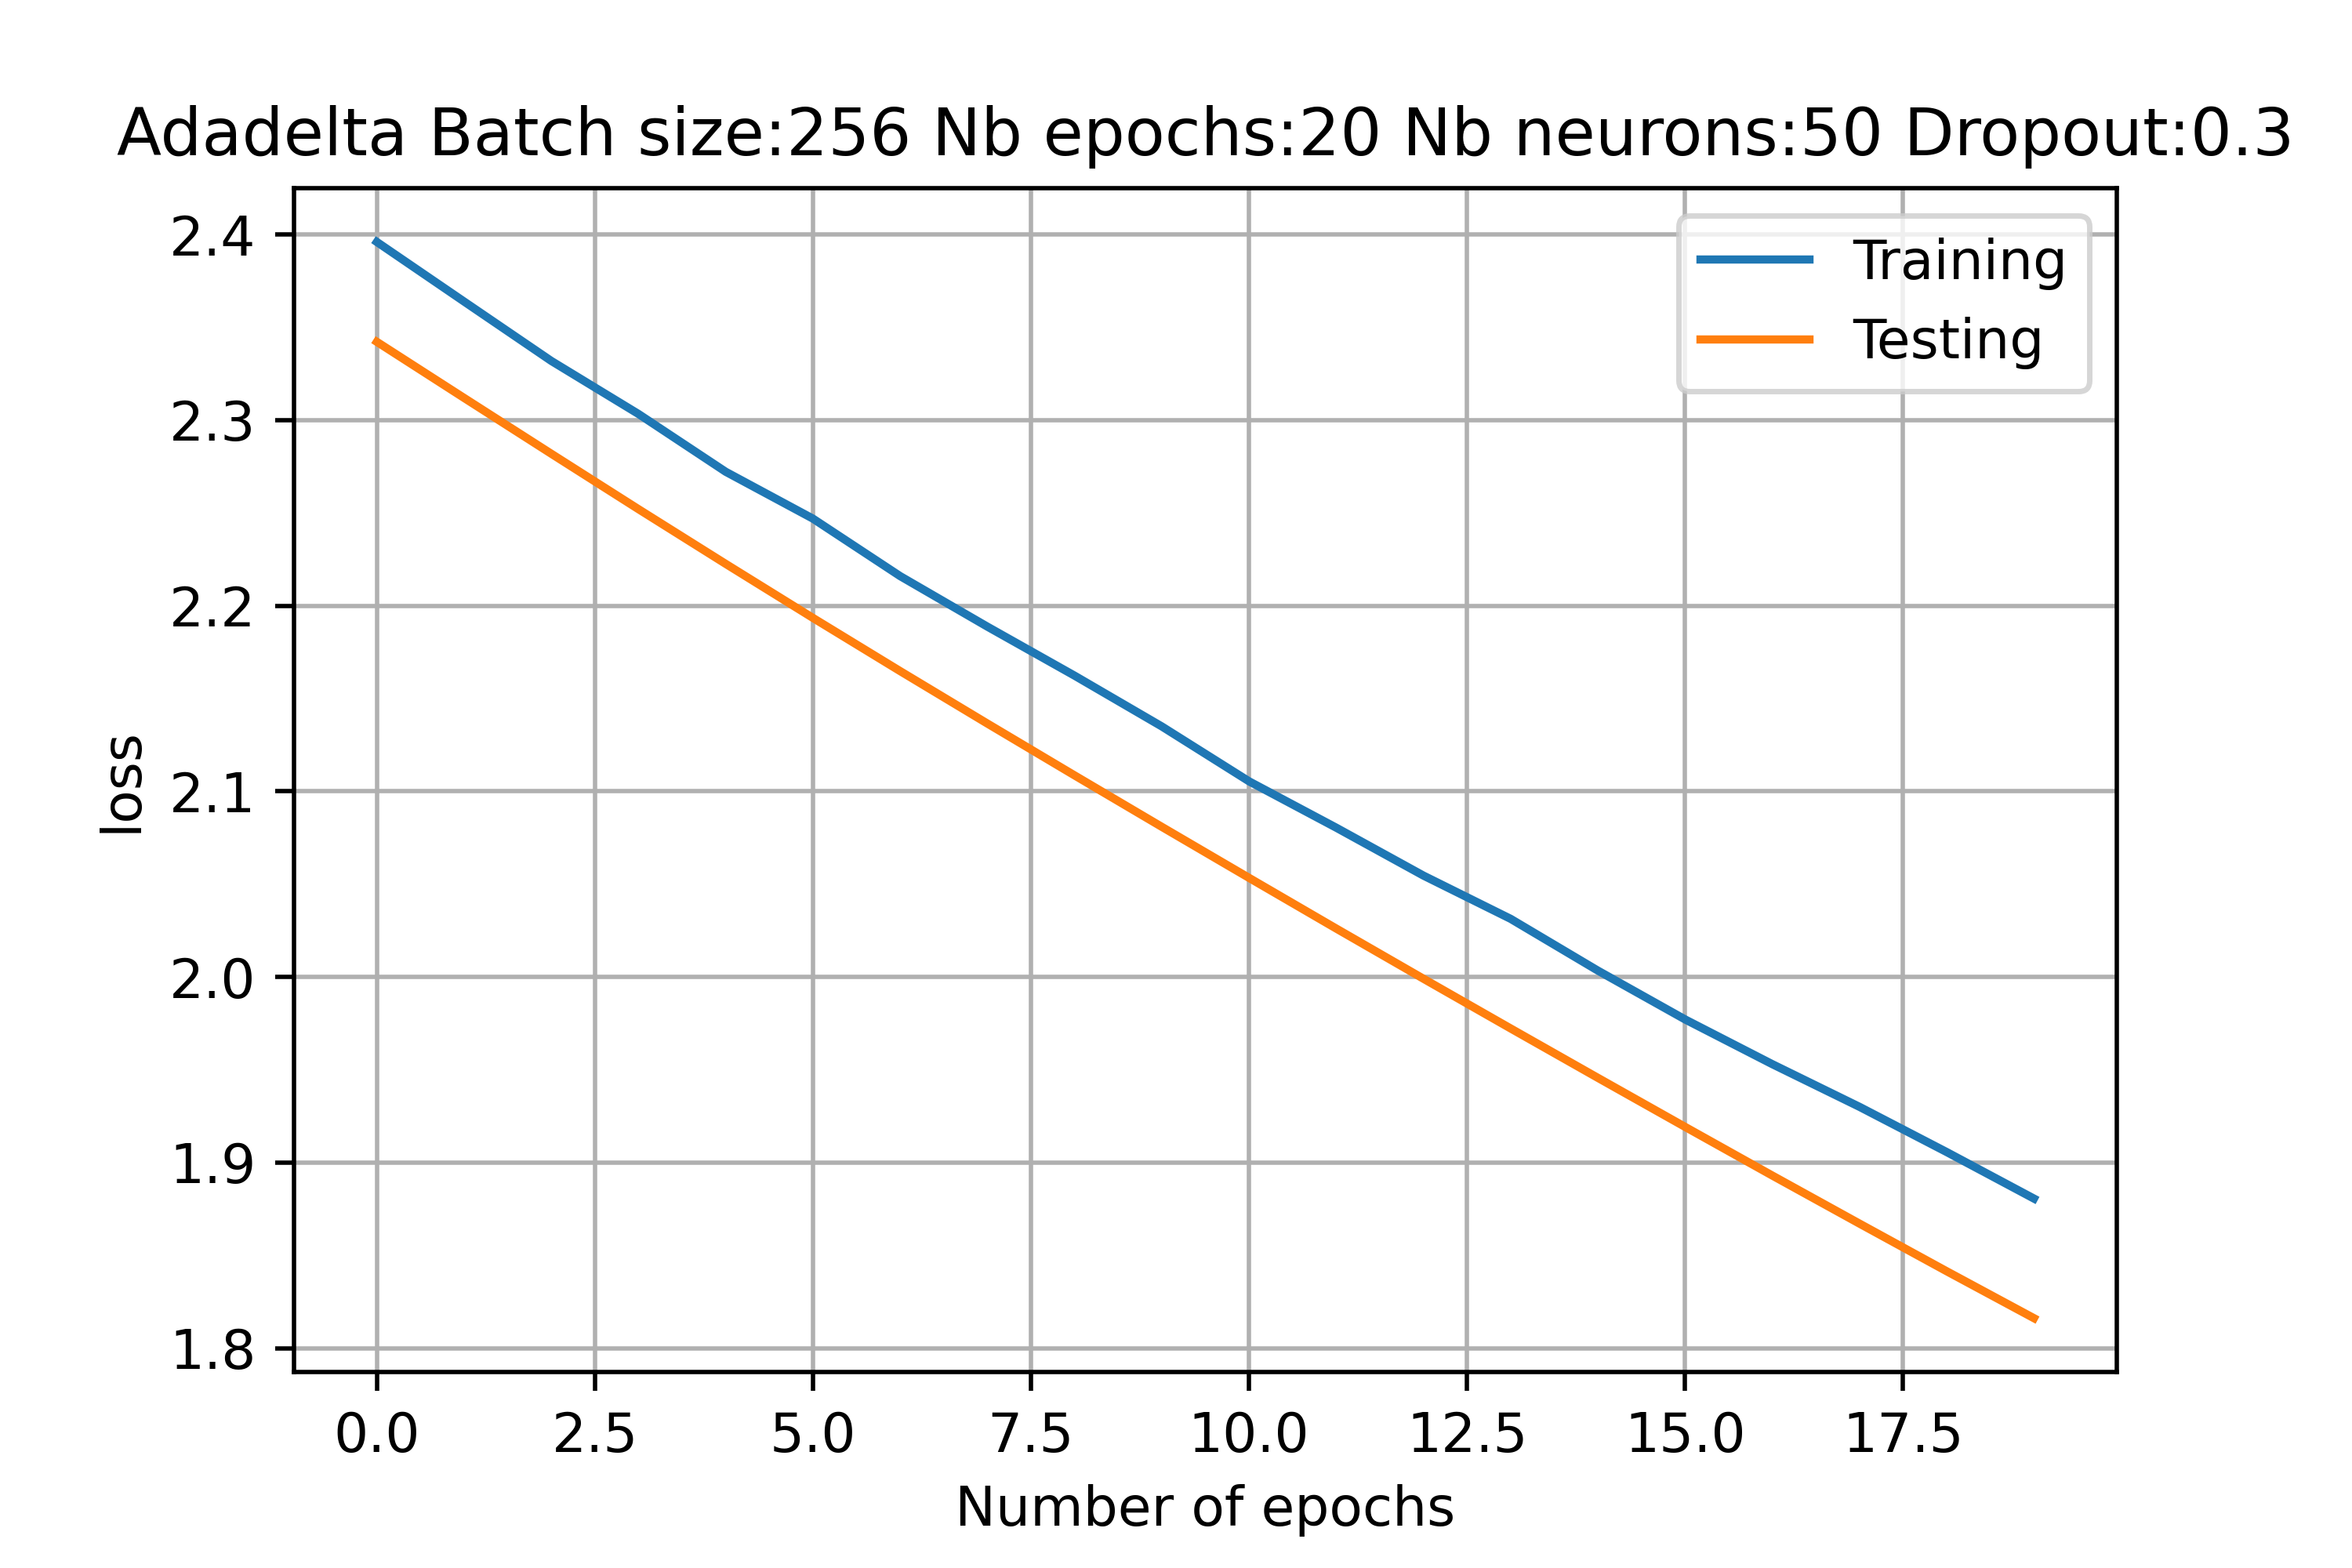 Adadelta Batch size:256 Nb epochs:20 Nb neurons:50 Dropout:0.3
2.4
2.3
2.2
2.1
2.0
1.9
1.8
loss
Training
Testing
0.0 2.5 5.0 7.5 10.0 12.5 15.0 17.5
Number of epochs